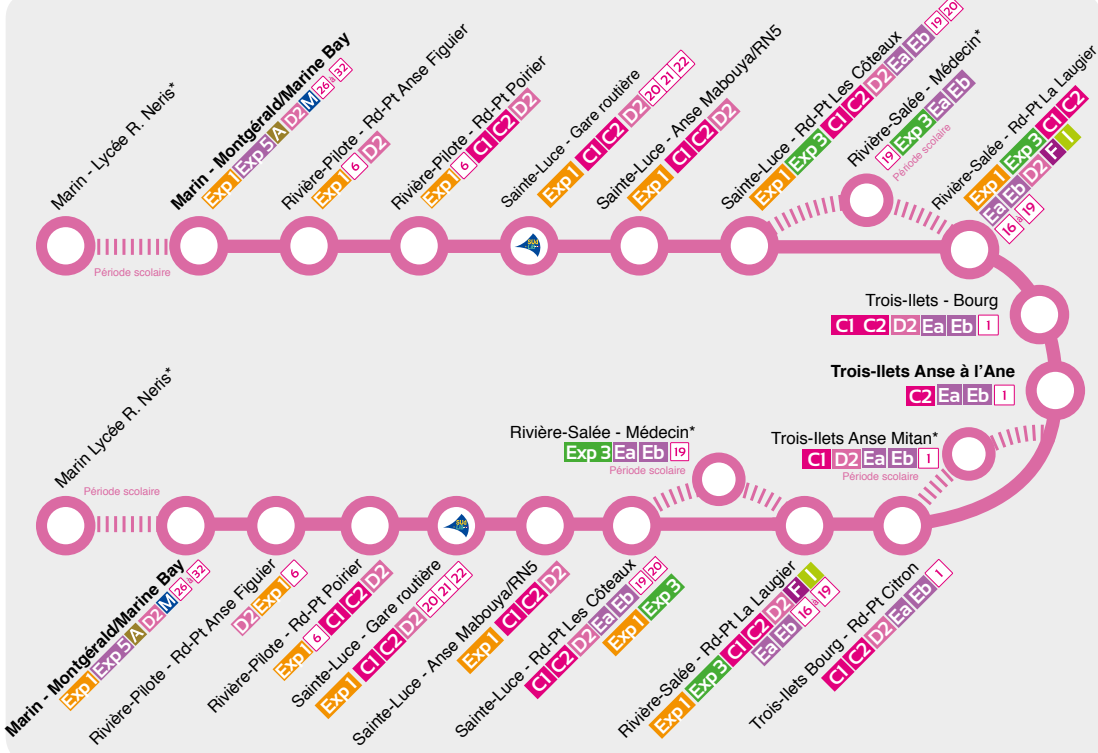 Marin - Lycée R. Neris*
Période scolaire
Marin - Montgérald/Marine Bay
Exp 1 Exp 5 A D2 M 26 à 32
Rivière-Pilote - Rd-Pt Anse Figuier
Exp 1 6 D2
Rivière-Pilote - Rd-Pt Poirier
Exp 1 6 C1 C2 D2
Sainte-Luce - Gare routière
Exp 1 C1 C2 D2 20 21 22
Sainte-Luce - Anse Mabouya/RN5
Exp 1 C1 C2 D2
Sainte-Luce - Rd-Pt Les Côteaux
Exp 1 Exp 3 C1 C2 D2 Ea Eb 19 20
Rivière-Salée - Médecin*
19 Exp 3 Ea Eb
Période scolaire
Rivière-Salée - Rd-Pt La Laugier
Exp 1 Exp 3 C1 C2
Ea Eb D2 F I
16 à 19
Trois-Ilets - Bourg
C1 C2 D2 Ea Eb 1
Trois-Ilets Anse à l'Ane
C2 Ea Eb 1
Trois-Ilets Anse Mitan*
C1 D2 Ea Eb 1
Période scolaire
Rivière-Salée - Médecin*
Exp 3 Ea Eb 19
Période scolaire
Marin Lycée R. Neris*
Période scolaire
Marin - Montgérald/Marine Bay
Exp 1 Exp 5 A D2 M 26 à 32
Rivière-Pilote - Rd-Pt Anse Figuier
D2 Exp 1 6
Rivière-Pilote - Rd-Pt Poirier
Exp 1 6 C1 C2 D2
Sainte-Luce - Gare routière
Exp 1 C1 C2 D2 20 21 22
Sainte-Luce - Anse Mabouya/RN5
Exp 1 C1 C2 D2
Sainte-Luce - Rd-Pt Les Côteaux
C1 C2 D2 Ea Eb 19 20
Exp 1 Exp 3
Rivière-Salée - Rd-Pt La Laugier
Exp 1 Exp 3 C1 C2 D2 F I
Ea Eb 16 à 19
Trois-Ilets Bourg - Rd-Pt Citron
C1 C2 D2 Ea Eb 1